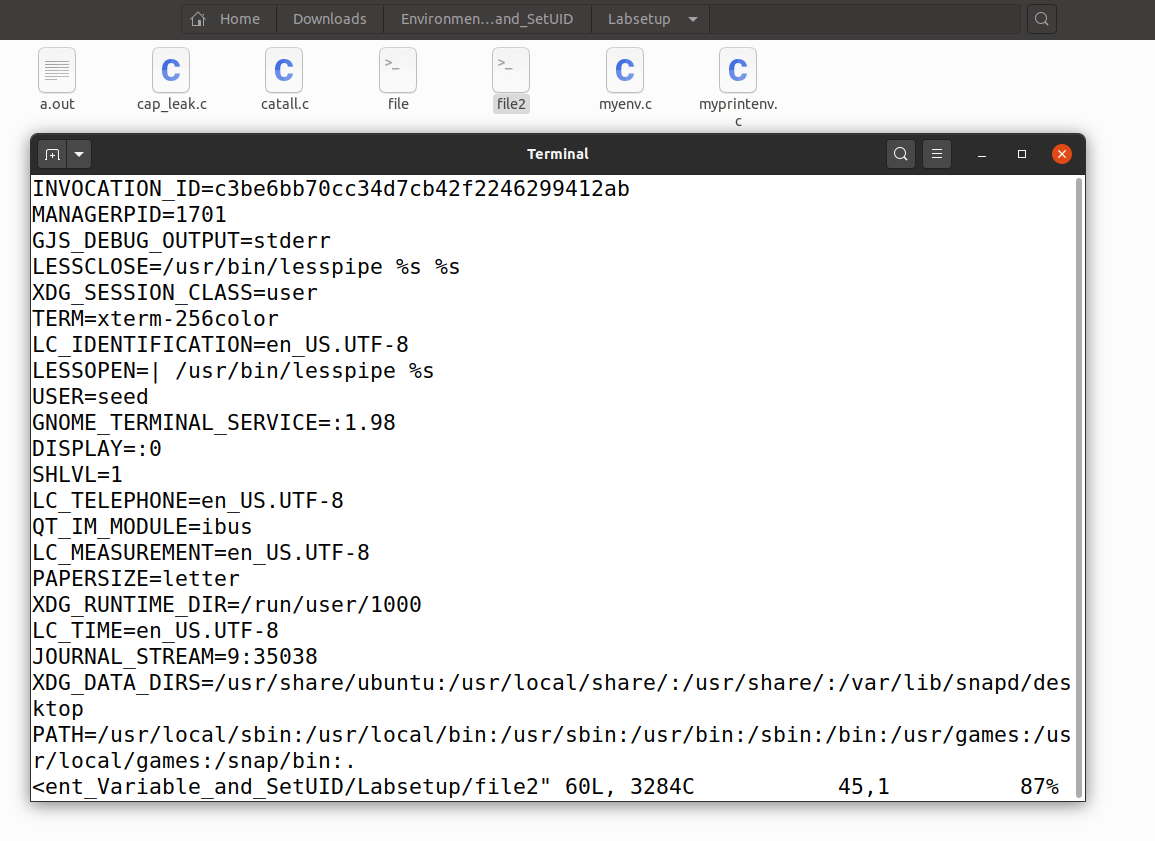 Home Downloads Environmen...and_SetUID Labsetup
a.out cap_leak.c catall.c file file2 myenv.c myprintenv.
c
Terminal
INVOCATION_ID=c3be6bb70cc34d7cb42f2246299412ab
MANAGERPID=1701
GJS_DEBUG_OUTPUT=stderr
LESSCLOSE=/usr/bin/lesspipe %s %s
XDG_SESSION_CLASS=user
TERM=xterm-256color
LC_IDENTIFICATION=en_US.UTF-8
LESSOPEN=| /usr/bin/lesspipe %s
USER=seed
GNOME_TERMINAL_SERVICE=:1.98
DISPLAY=:0
SHLVL=1
LC_TELEPHONE=en_US.UTF-8
QT_IM_MODULE=ibus
LC_MEASUREMENT=en_US.UTF-8
PAPERSIZE=letter
XDG_RUNTIME_DIR=/run/user/1000
LC_TIME=en_US.UTF-8
JOURNAL_STREAM=9:35038
XDG_DATA_DIRS=/usr/share/ubuntu:/usr/local/share/:/usr/share/:/var/lib/snapd/des
ktop
PATH=/usr/local/sbin:/usr/local/bin:/usr/sbin:/usr/bin:/sbin:/bin:/usr/games:/us
r/local/games:/snap/bin:.
<ent_Variable_and_SetUID/Labsetup/file2" 60L, 3284C 45,1 87%